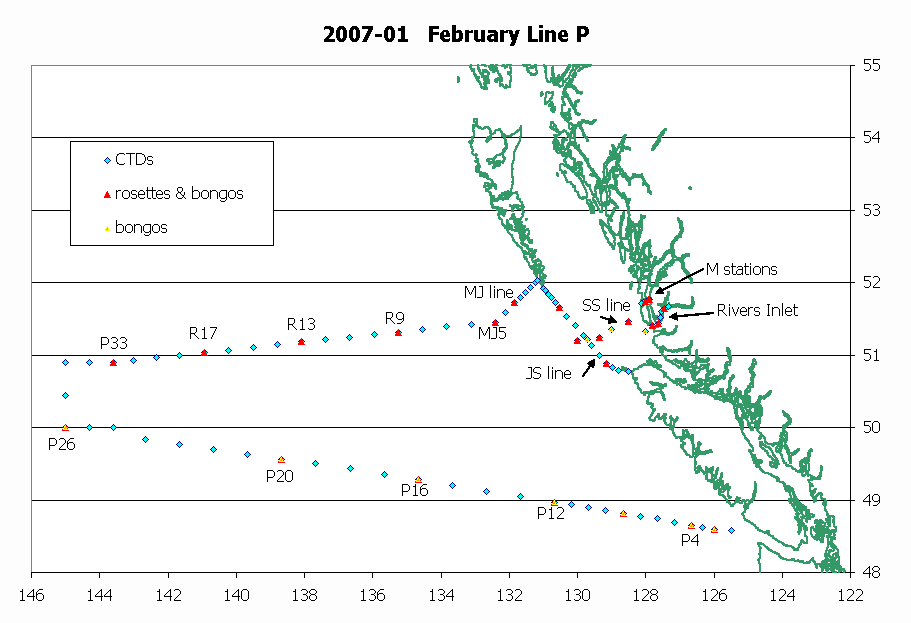 2007-01 February Line P
55
54
CTDs
rosettes & bongos
bongos
53
52
M stations
MJ line
SS line
Rivers Inlet
R9
R13
R17
MJ5
P33
51
JS line
50
P26
P20
P16
49
P12
P4
48
146 144 142 140 138 136 134 132 130 128 126 124 122